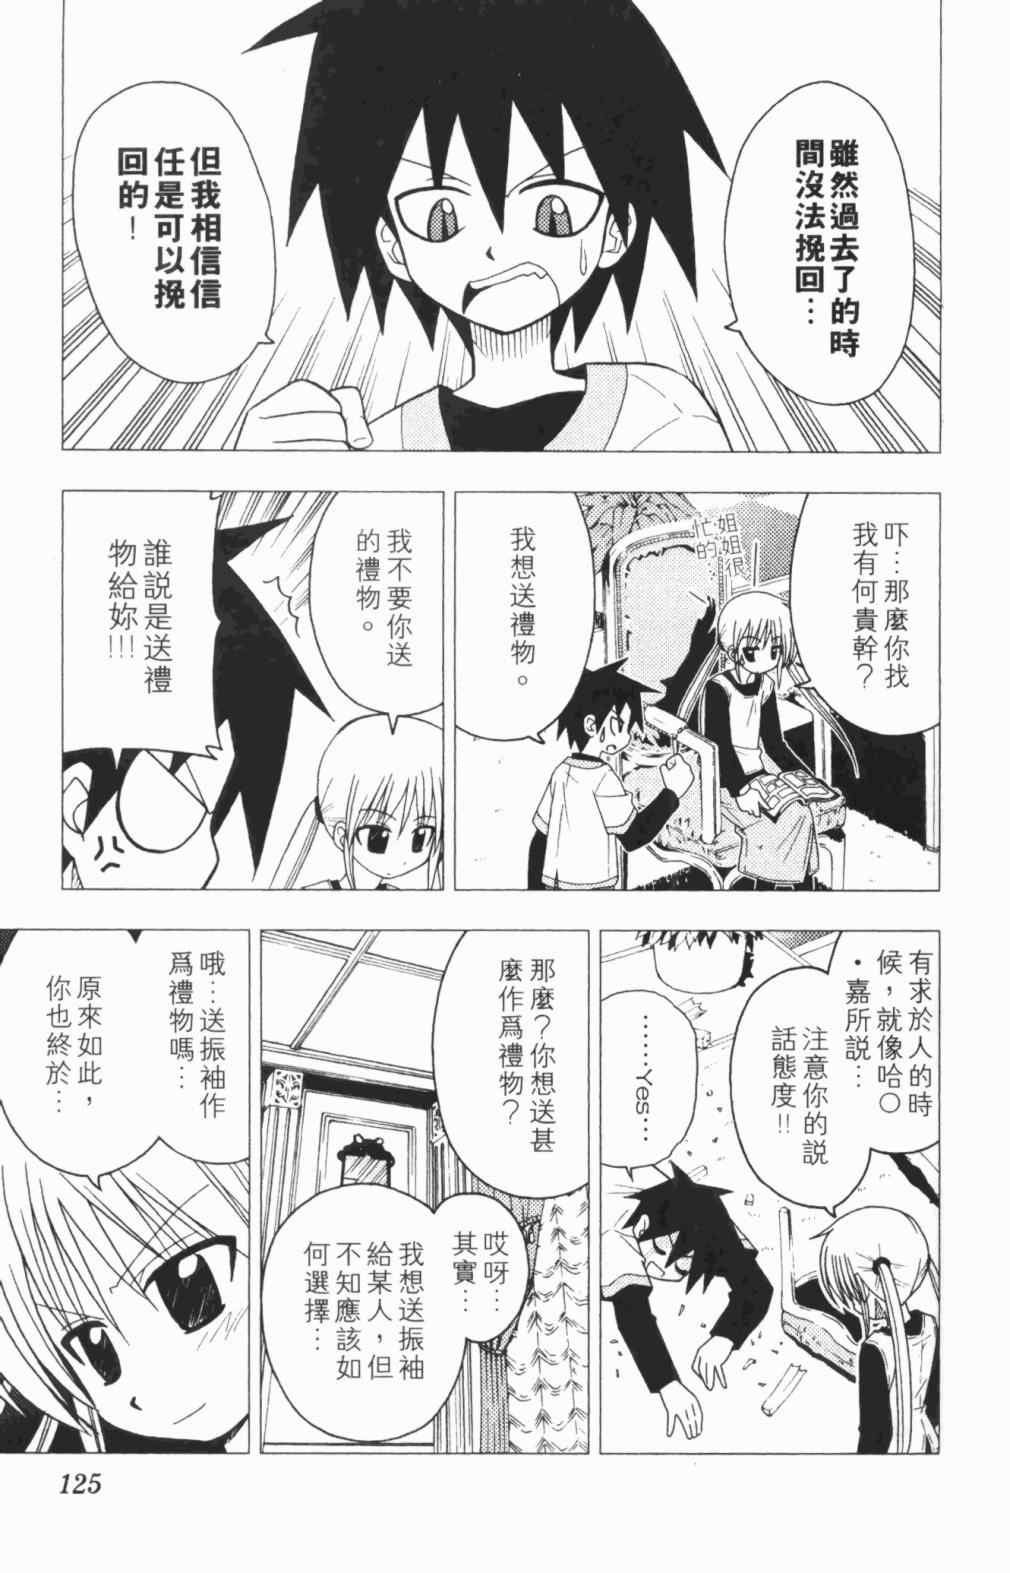 雖然過去了的時
間沒法挽回…
但我相信信
任是可以挽
回的！
吓…那麼你找
我有何貴幹？
姐姐很
忙的
我想送禮物。
我不要你送
的禮物。
誰說是送禮
物給妳!!!
有求於人的時
候，就像哈○
・嘉所説…
注意你的説
話態度!!
……Yes…
那麼？你想送甚
麼作爲禮物？
哎呀…
其實…
我想送振袖
給某人，但
不知應該如
何選擇…
哦…送振袖作
爲禮物嗎…
原來如此，
你也終於…
125